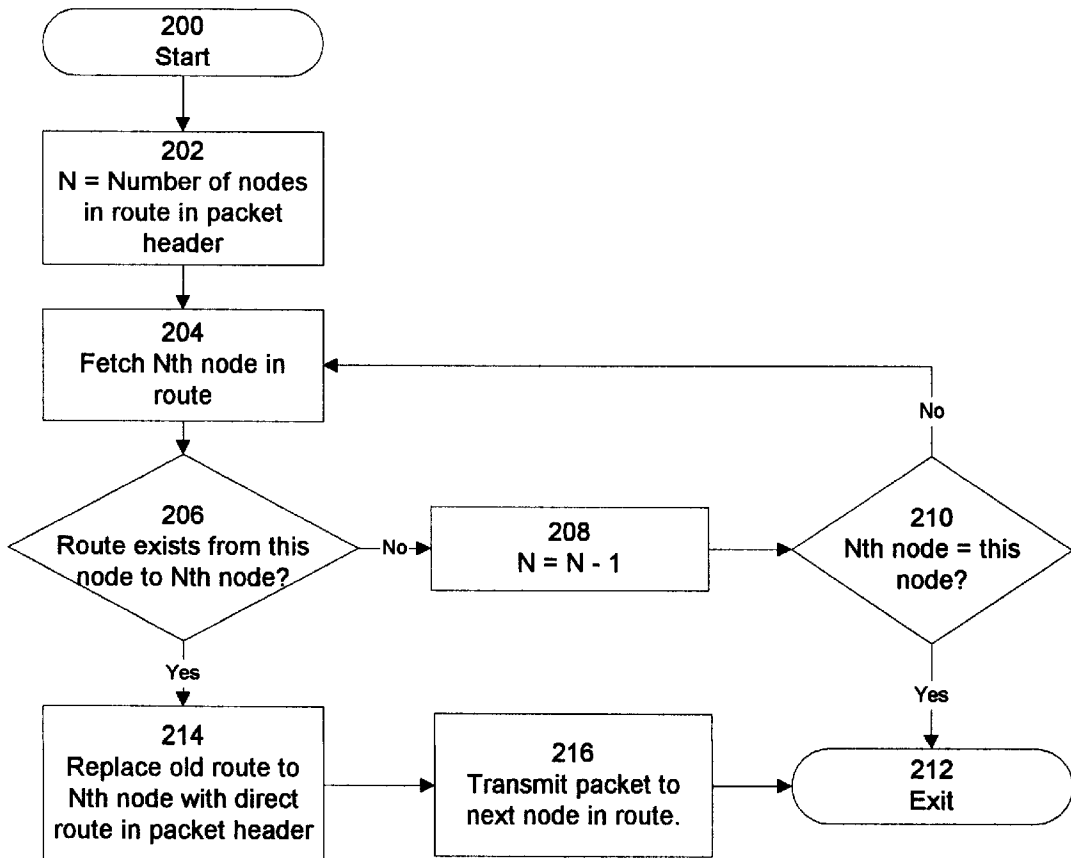 200
Start
202
N = Number of nodes
in route in packet
header
204
Fetch Nth node in
route
No
206
Route exists from this
node to Nth node?
No
208
N = N - 1
210
Nth node = this
node?
Yes
Yes
214
Replace old route to
Nth node with direct
route in packet header
216
Transmit packet to
next node in route.
212
Exit